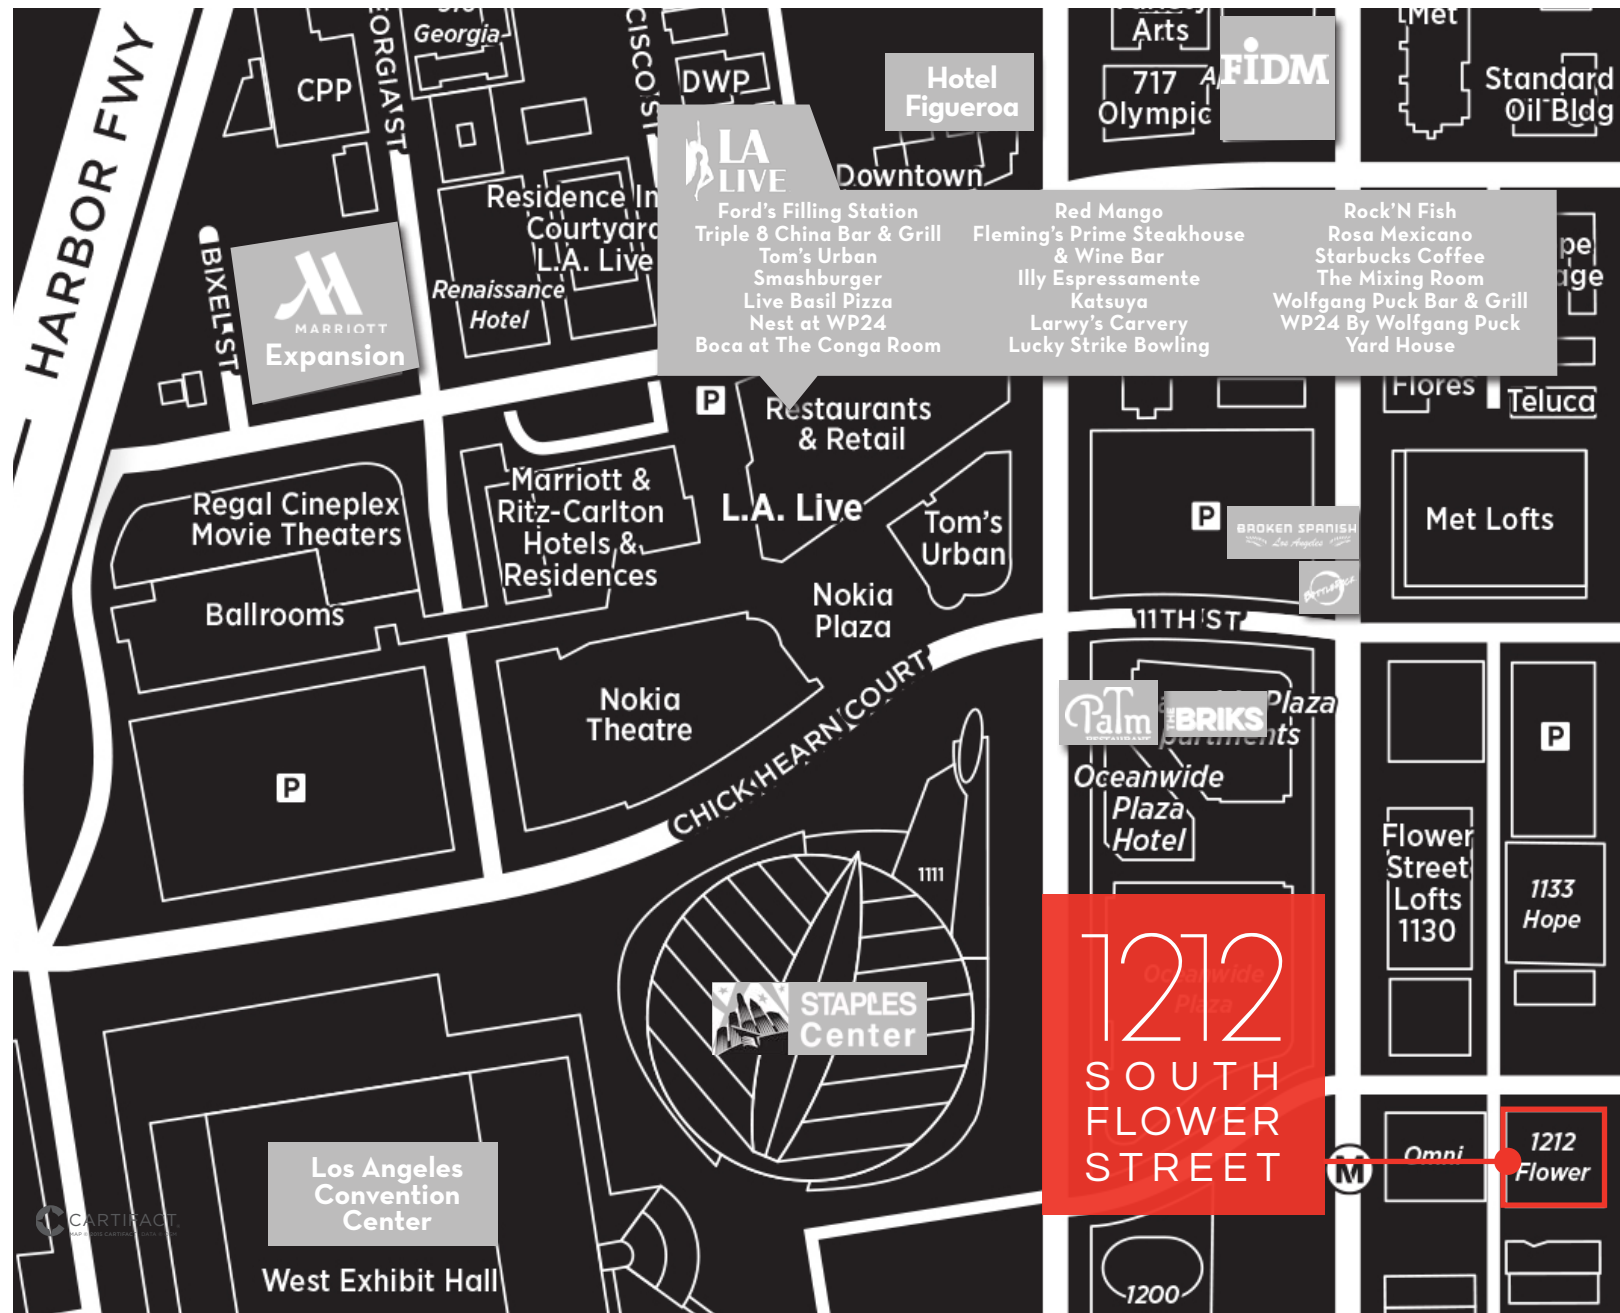 HARBOR FWY
GEORGIA ST
Georgia
CPP
DWP
Hotel
Figueroa
Arts
717
Olympic
FIDM
Met
Standard
Oil Bldg
LA
LIVE
Downtown
Residence In
Courtyard
L.A. Live
Renaissance
Hotel
BIXEL ST
MARRIOTT
Expansion
Ford's Filling Station
Triple 8 China Bar & Grill
Tom's Urban
Smashburger
Live Basil Pizza
Nest at WP24
Boca at The Conga Room
Red Mango
Fleming's Prime Steakhouse
& Wine Bar
Illy Espressamente
Katsuya
Larwy's Carvery
Lucky Strike Bowling
Rock'N Fish
Rosa Mexicano
Starbucks Coffee
The Mixing Room
Wolfgang Puck Bar & Grill
WP24 By Wolfgang Puck
Yard House
Flores
Teluca
P
Restaurants
& Retail
L.A. Live
Tom's
Urban
Regal Cineplex
Movie Theaters
Marriott &
Ritz-Carlton
Hotels &
Residences
Ballrooms
Nokia
Plaza
Nokia
Theatre
P
CHICK HEARN COURT
P
BROKEN SPANISH
Los Angeles
Met Lofts
11TH ST
Palm
RESTAURANT
THE BRIKS
Plaza
Oceanwide
Plaza
Hotel
P
Flower
Street
Lofts
1130
1133
Hope
1111
STAPLES
Center
Oceanwide
Plaza
1212
SOUTH
FLOWER
STREET
M
Omni
1212
Flower
Los Angeles
Convention
Center
West Exhibit Hall
CARTIFACT
1200